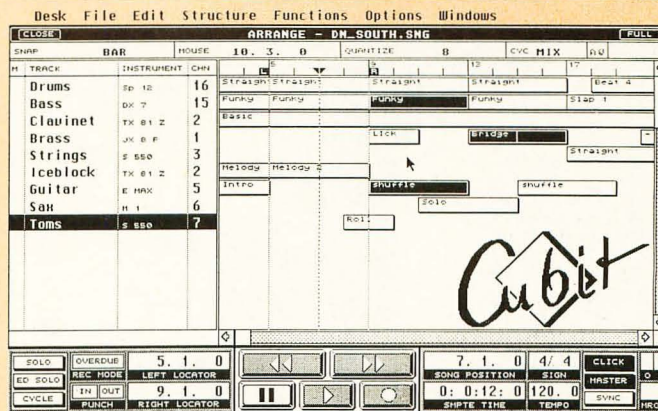 Desk File Edit Structure Functions Options Windows
CLOSE ARRANGE - DM_SOUTH.SNG FULL
SNAP BAR MOUSE 10. 3. 0 QUANTIZE 8 CYC MIX AQ
M TRACK INSTRUMENT CHN 5 9 12 17
L R
Drums Sp 12 16 Straight Straight Straight Straight Beat 4
Bass DX 7 15 Funky Funky Funky Funky Slap 1
Clavinet TX 81 Z 2 Basic
Brass JX 8 P 1 Lick Bridge
Strings S 550 3 Straight
Iceblock TX 81 Z 2 Melody Melody 2
Guitar E MAX 5 Intro shuffle shuffle
Sax M 1 6 Solo
Toms S 550 7 Roll
Cubit
SOLO OVERDUB 5. 1. 0 7. 1. 0 4/ 4 CLICK
ED SOLO REC MODE LEFT LOCATOR SONG POSITION SIGN MASTER
CYCLE IN OUT 9. 1. 0 0: 0:12: 0 120. 0 SYNC
PUNCH RIGHT LOCATOR SMPTE TIME TEMPO